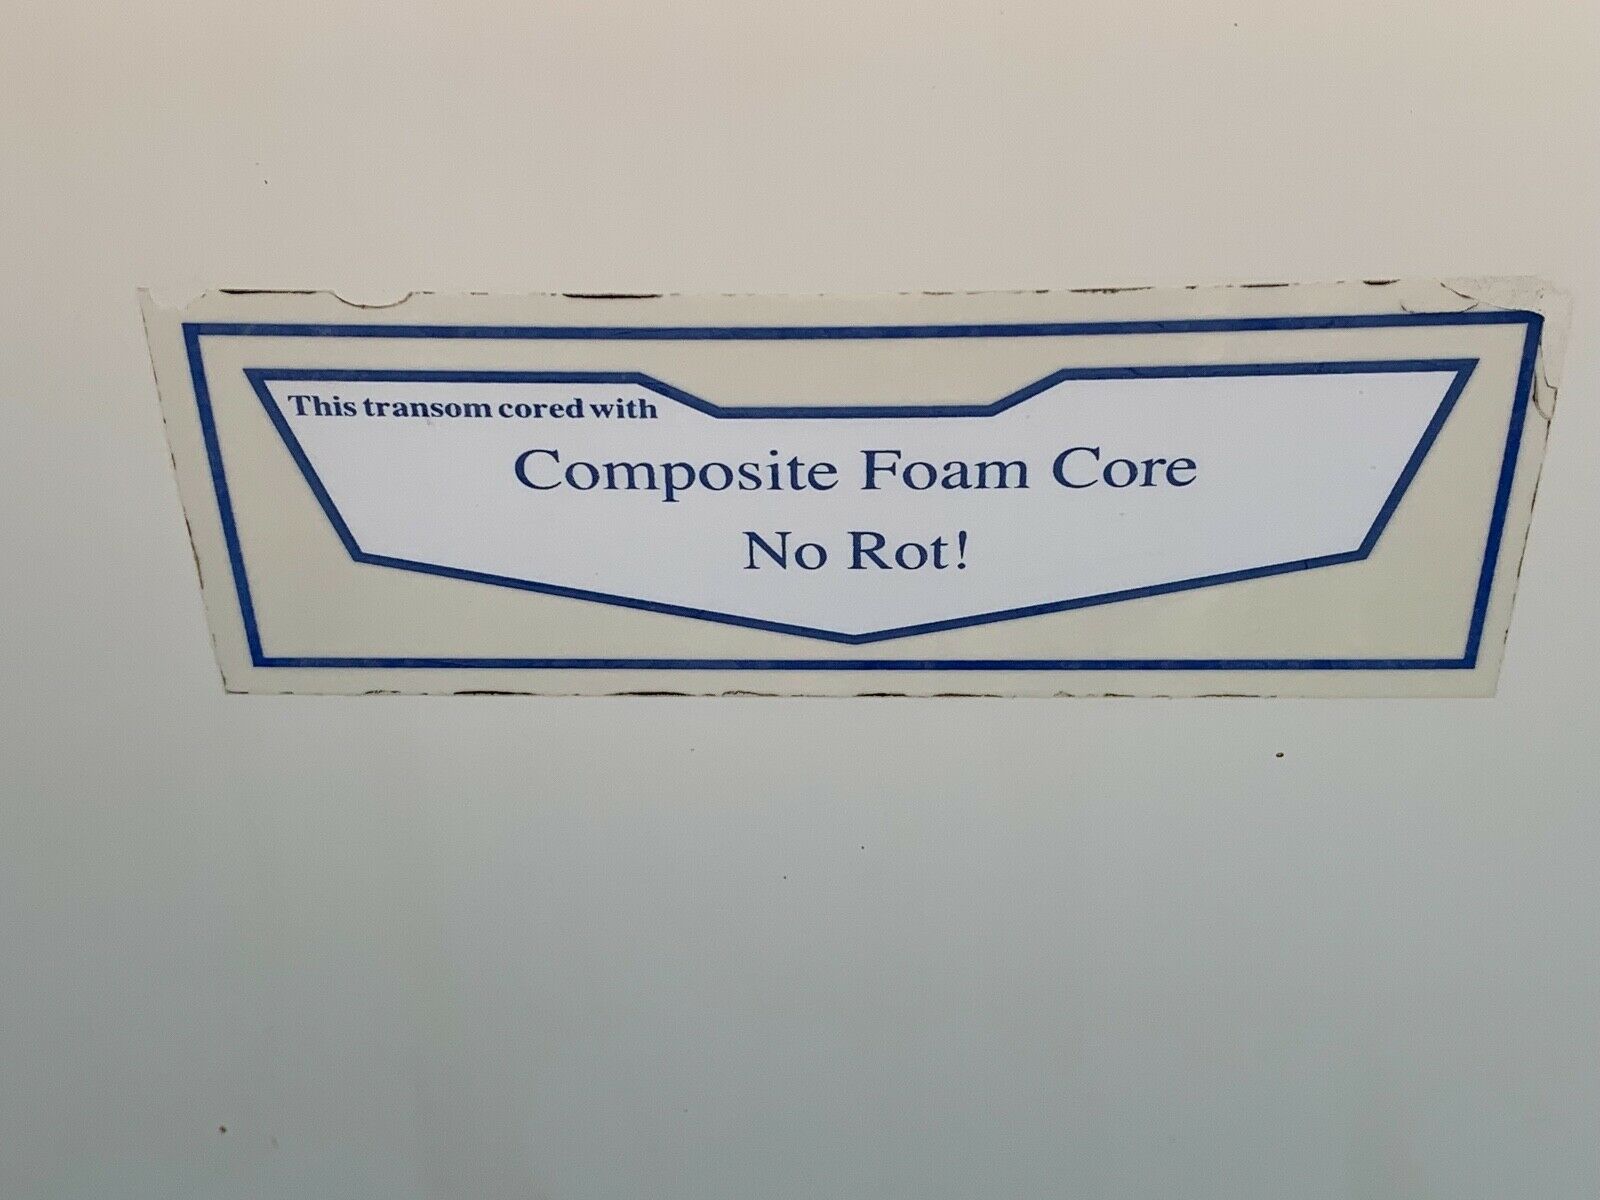 This transom cored with
Composite Foam Core
No Rot!